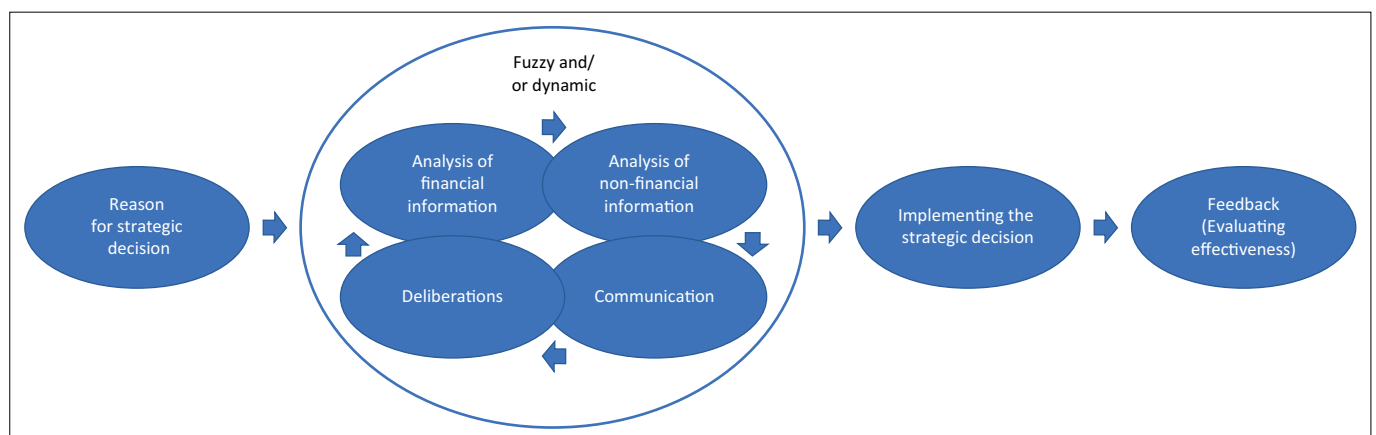 Reason
for strategic
decision
Fuzzy and/
or dynamic
Analysis of
financial
information
Analysis of
non-financial
information
Deliberations
Communication
Implementing the
strategic decision
Feedback
(Evaluating
effectiveness)